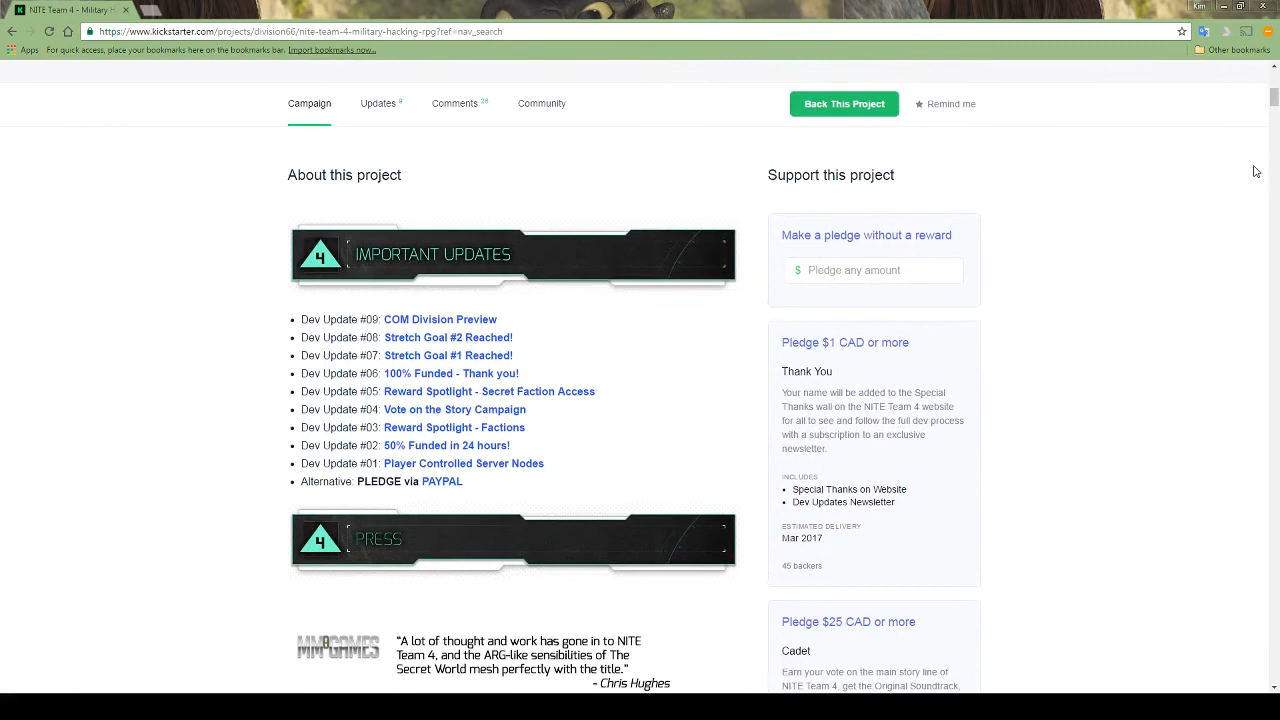 NITE Team 4 - Military H
Kim
https://www.kickstarter.com/projects/division66/nite-team-4-military-hacking-rpg?ref=nav_search
Apps For quick access, place your bookmarks here on the bookmarks bar. Import bookmarks now...
Other bookmarks
Campaign Updates 9 Comments 28 Community
Back This Project
Remind me
About this project
Support this project
4 IMPORTANT UPDATES
Dev Update #09: COM Division Preview
Dev Update #08: Stretch Goal #2 Reached!
Dev Update #07: Stretch Goal #1 Reached!
Dev Update #06: 100% Funded - Thank you!
Dev Update #05: Reward Spotlight - Secret Faction Access
Dev Update #04: Vote on the Story Campaign
Dev Update #03: Reward Spotlight - Factions
Dev Update #02: 50% Funded in 24 hours!
Dev Update #01: Player Controlled Server Nodes
Alternative: PLEDGE via PAYPAL
4 PRESS
"A lot of thought and work has gone in to NITE
Team 4, and the ARG-like sensibilities of The
Secret World mesh perfectly with the title."
- Chris Hughes
Make a pledge without a reward
$ Pledge any amount
Pledge $1 CAD or more
Thank You
Your name will be added to the Special
Thanks wall on the NITE Team 4 website
for all to see and follow the full dev process
with a subscription to an exclusive
newsletter.
INCLUDES
Special Thanks on Website
Dev Updates Newsletter
ESTIMATED DELIVERY
Mar 2017
45 backers
Pledge $25 CAD or more
Cadet
Earn your vote on the main story line
of NITE Team 4, get the Original Soundtrack,